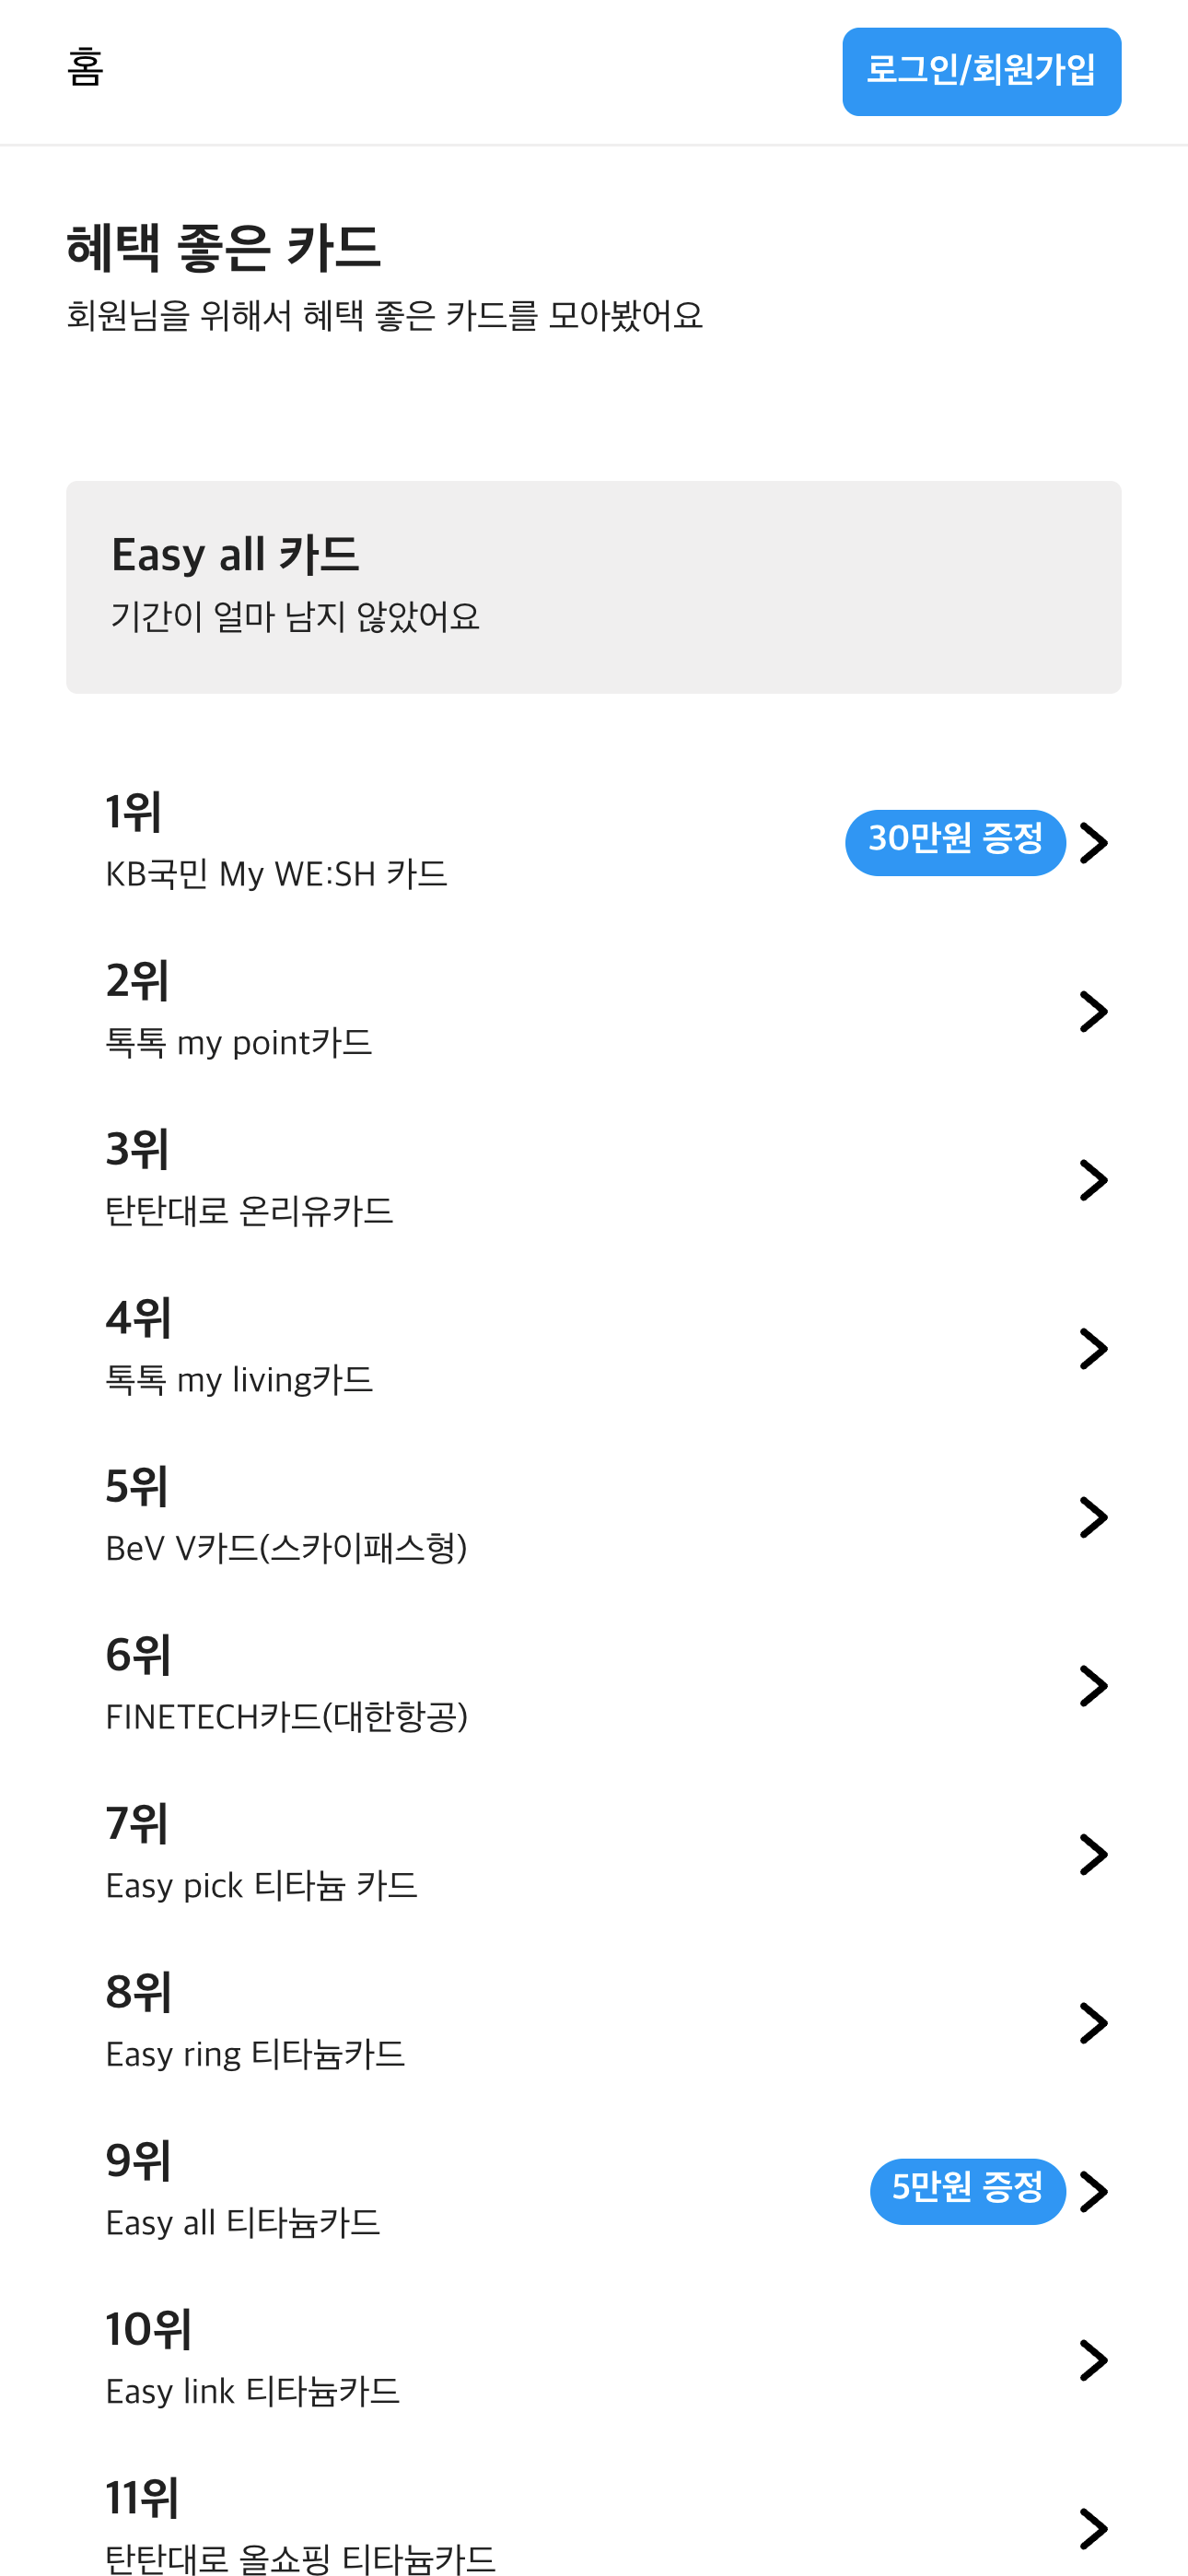 홈
로그인/회원가입
혜택 좋은 카드
회원님을 위해서 혜택 좋은 카드를 모아봤어요
Easy all 카드
기간이 얼마 남지 않았어요
1위
KB국민 My WE:SH 카드
30만원 증정
2위
톡톡 my point카드
3위
탄탄대로 온리유카드
4위
톡톡 my living카드
5위
BeV V카드(스카이패스형)
6위
FINETECH카드(대한항공)
7위
Easy pick 티타늄 카드
8위
Easy ring 티타늄카드
9위
Easy all 티타늄카드
5만원 증정
10위
Easy link 티타늄카드
11위
탄탄대로 올쇼핑 티타늄카드